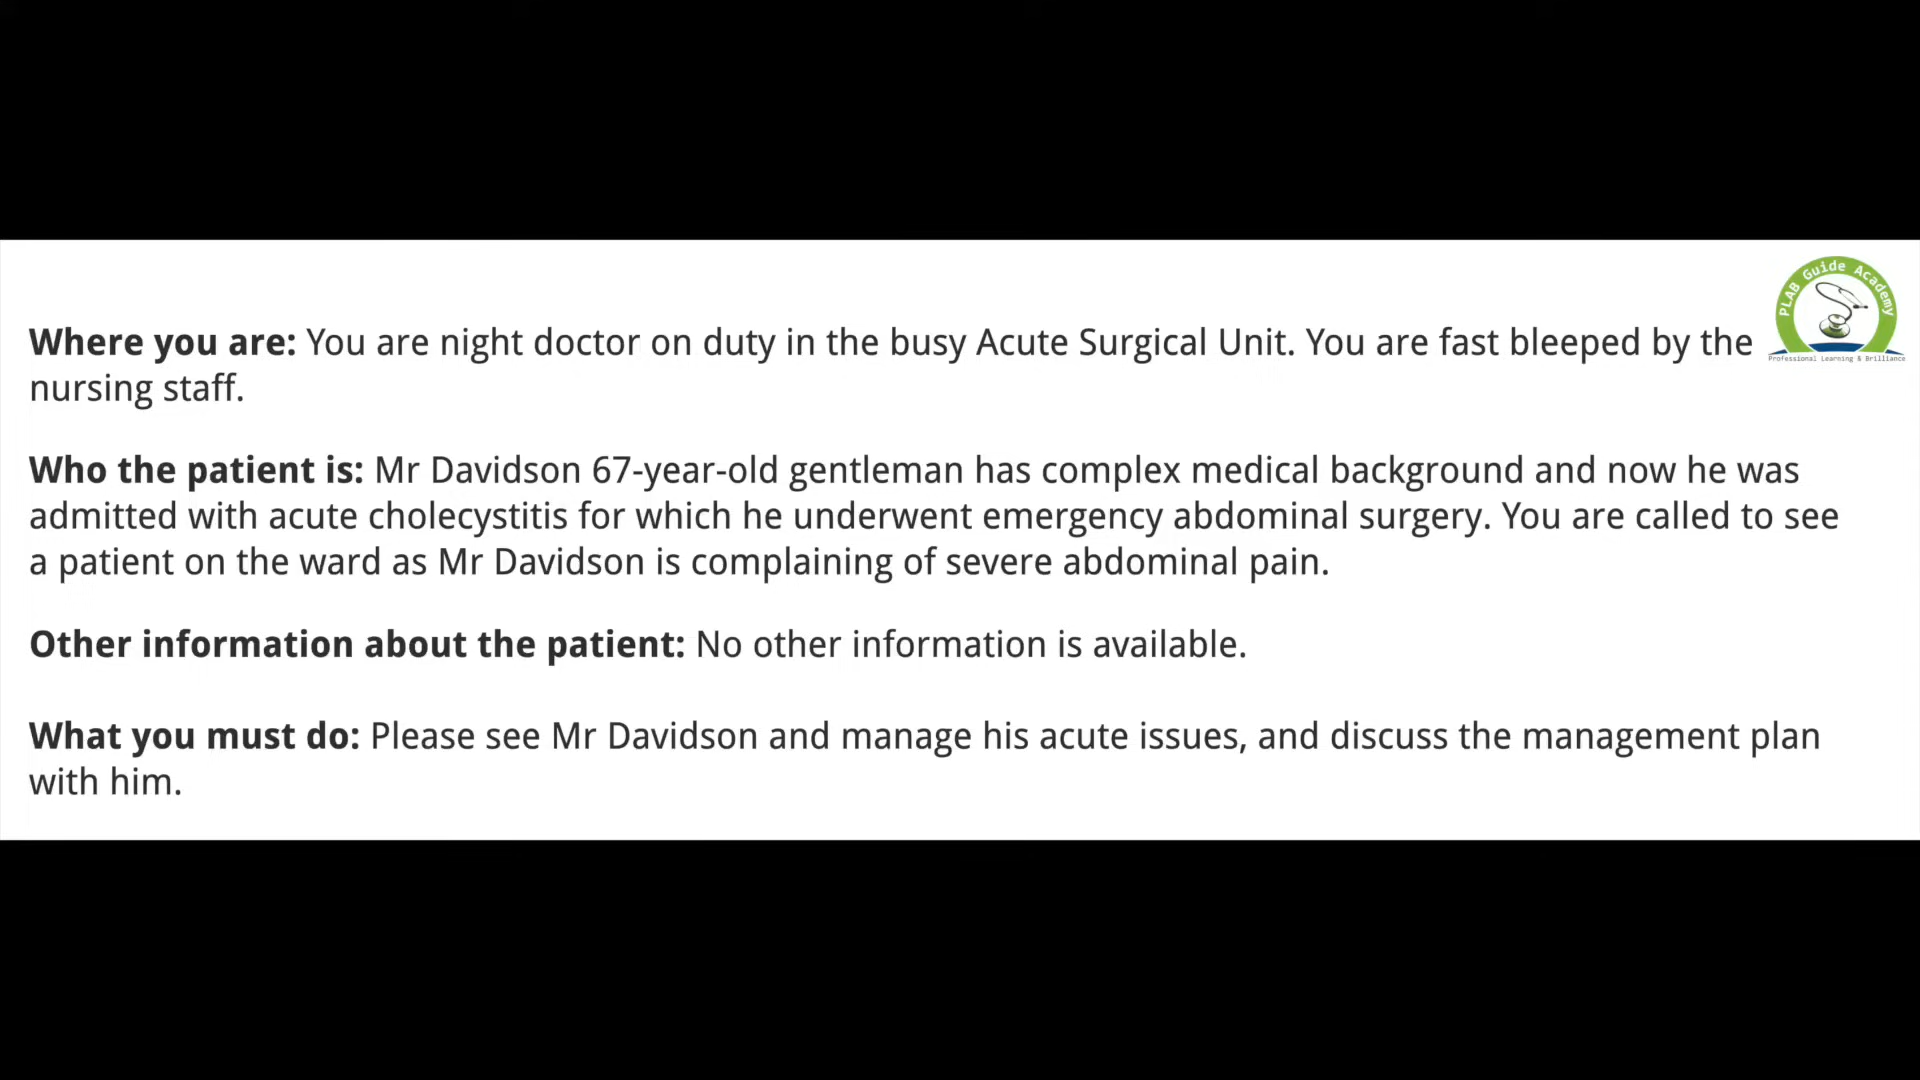 PLAB Guide Academy
Professional Learning & Brilliance
Where you are: You are night doctor on duty in the busy Acute Surgical Unit. You are fast bleeped by the
nursing staff.
Who the patient is: Mr Davidson 67-year-old gentleman has complex medical background and now he was
admitted with acute cholecystitis for which he underwent emergency abdominal surgery. You are called to see
a patient on the ward as Mr Davidson is complaining of severe abdominal pain.
Other information about the patient: No other information is available.
What you must do: Please see Mr Davidson and manage his acute issues, and discuss the management plan
with him.